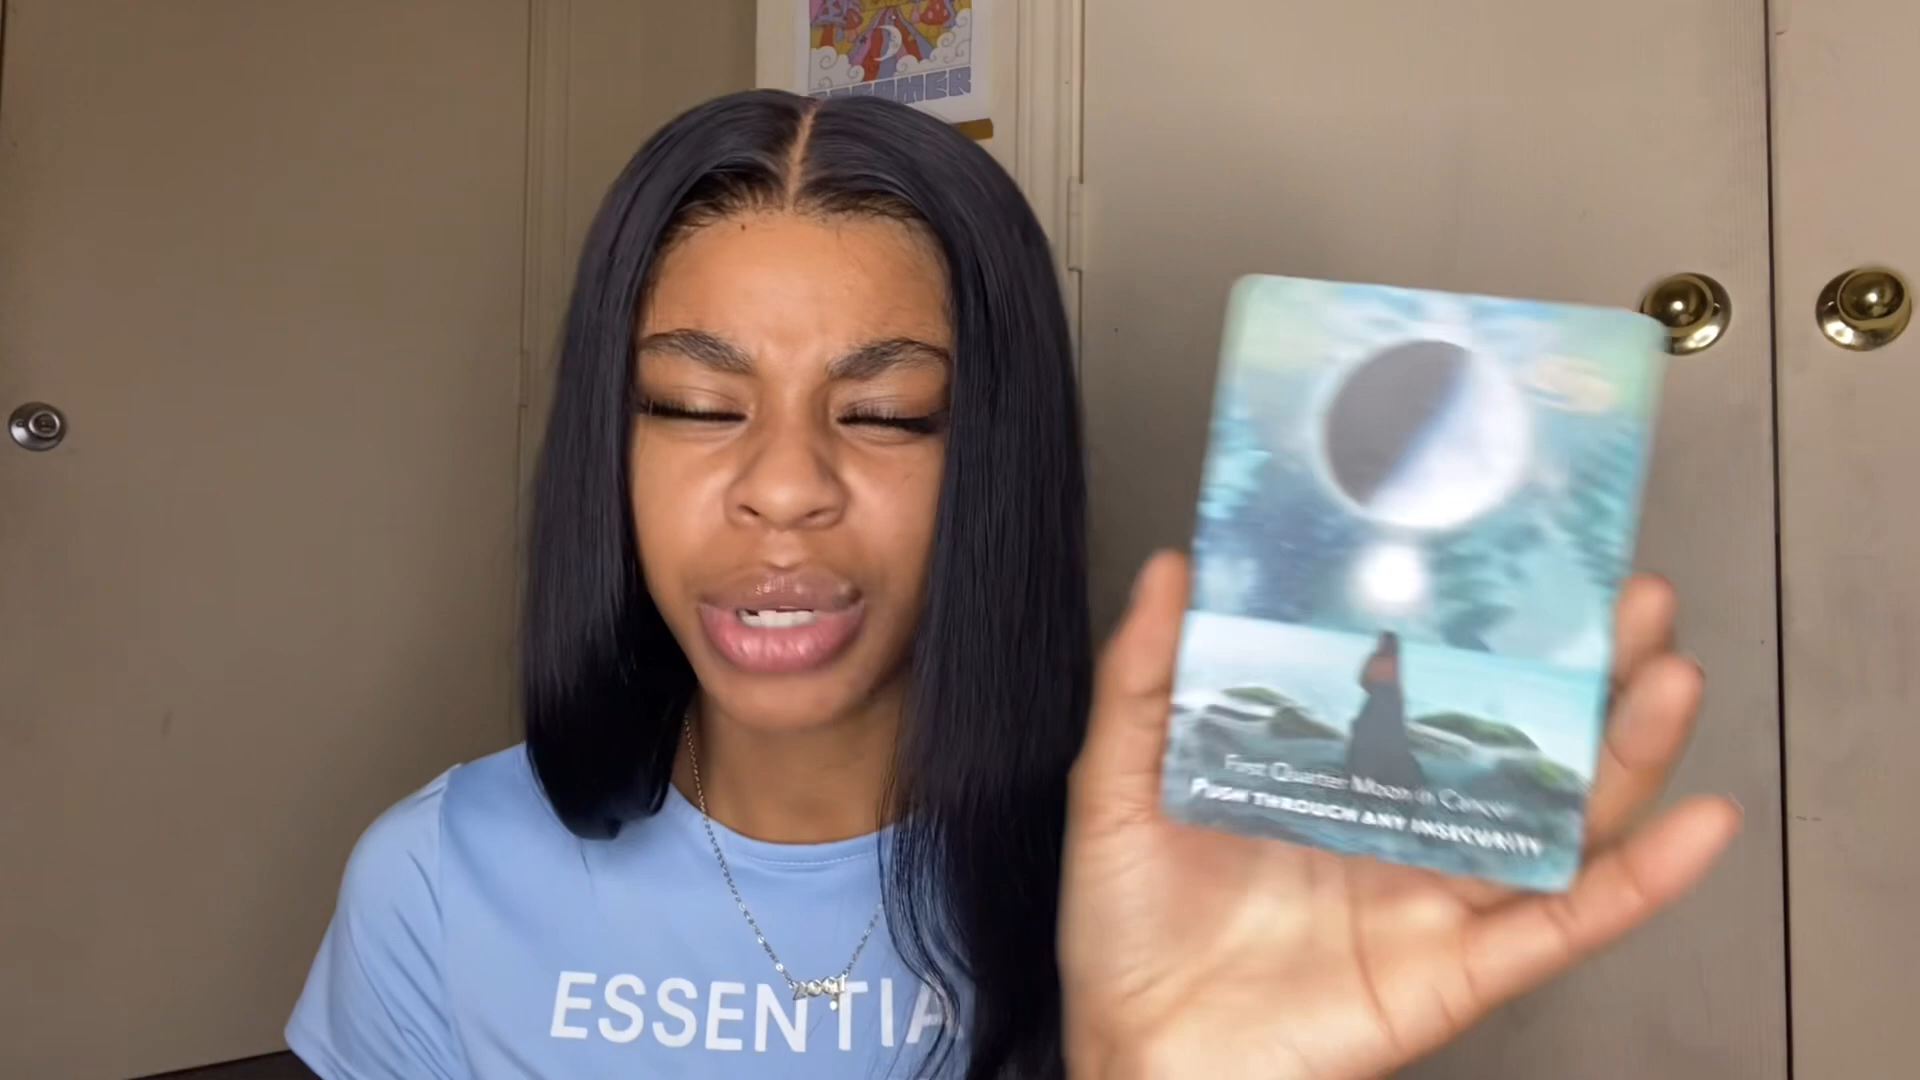 First Quarter Moon in Cancer
PUSH THROUGH ANY INSECURITY
ESSENTIA